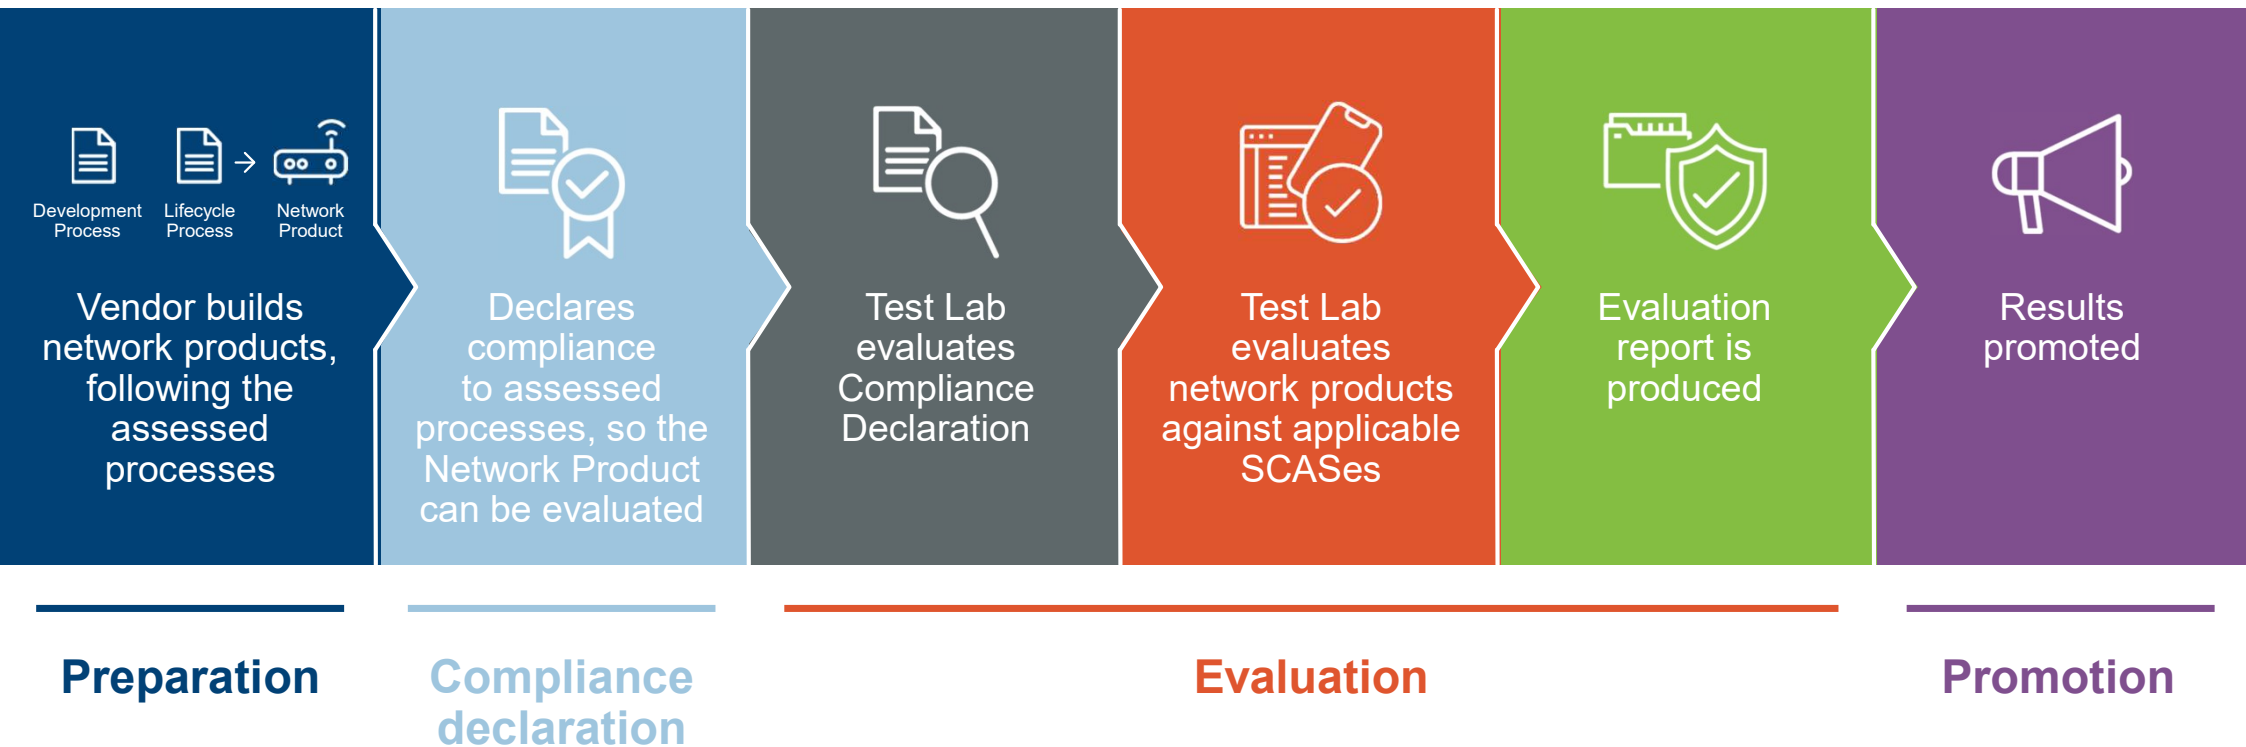 Development
Process
Lifecycle
Process
Network
Product
Vendor builds
network products,
following the
assessed
processes
Declares
compliance
to assessed
processes, so the
Network Product
can be evaluated
Test Lab
evaluates
Compliance
Declaration
Test Lab
evaluates
network products
against applicable
SCASes
Evaluation
report is
produced
Results
promoted
Preparation
Compliance
declaration
Evaluation
Promotion